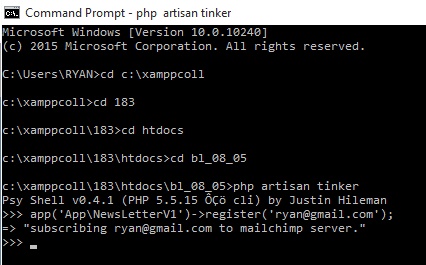 Command Prompt - php  artisan tinker
Microsoft Windows [Version 10.0.10240]
(c) 2015 Microsoft Corporation. All rights reserved.
C:\Users\RYAN>cd c:\xamppcoll
c:\xamppcoll>cd 183
c:\xamppcoll\183>cd htdocs
c:\xamppcoll\183\htdocs>cd bl_08_05
c:\xamppcoll\183\htdocs\bl_08_05>php artisan tinker
Psy Shell v0.4.1 (PHP 5.5.15 ÔÇö cli) by Justin Hileman
>>> app('App\NewsLetterV1')->register('ryan@gmail.com');
=> "subscribing ryan@gmail.com to mailchimp server."
>>> _